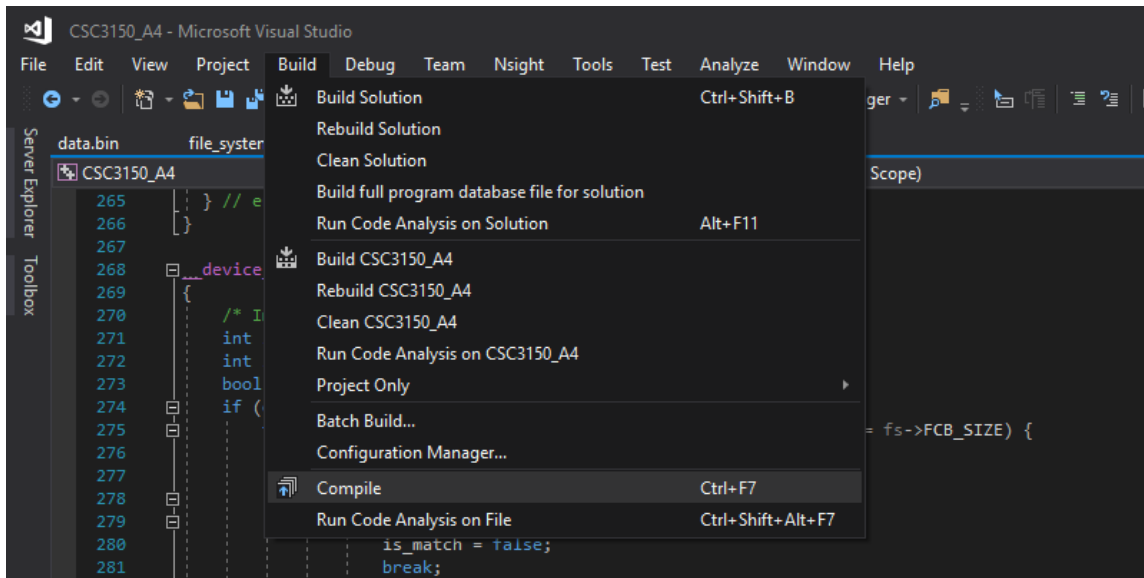 CSC3150_A4 - Microsoft Visual Studio
File Edit View Project Build Debug Team Nsight Tools Test Analyze Window Help
Build Solution Ctrl+Shift+B
Rebuild Solution
Clean Solution
Build full program database file for solution
Run Code Analysis on Solution Alt+F11
Build CSC3150_A4
Rebuild CSC3150_A4
Clean CSC3150_A4
Run Code Analysis on CSC3150_A4
Project Only
Batch Build...
Configuration Manager...
Compile Ctrl+F7
Run Code Analysis on File Ctrl+Shift+Alt+F7
ger
Server Explorer
Toolbox
data.bin file_syster
CSC3150_A4 Scope)
265 } // e
266 }
267
268 __device_
269 {
270 /* I
271 int
272 int
273 bool
274 if (
275 = fs->FCB_SIZE) {
276
277
278
279
280 is_match = false;
281 break;